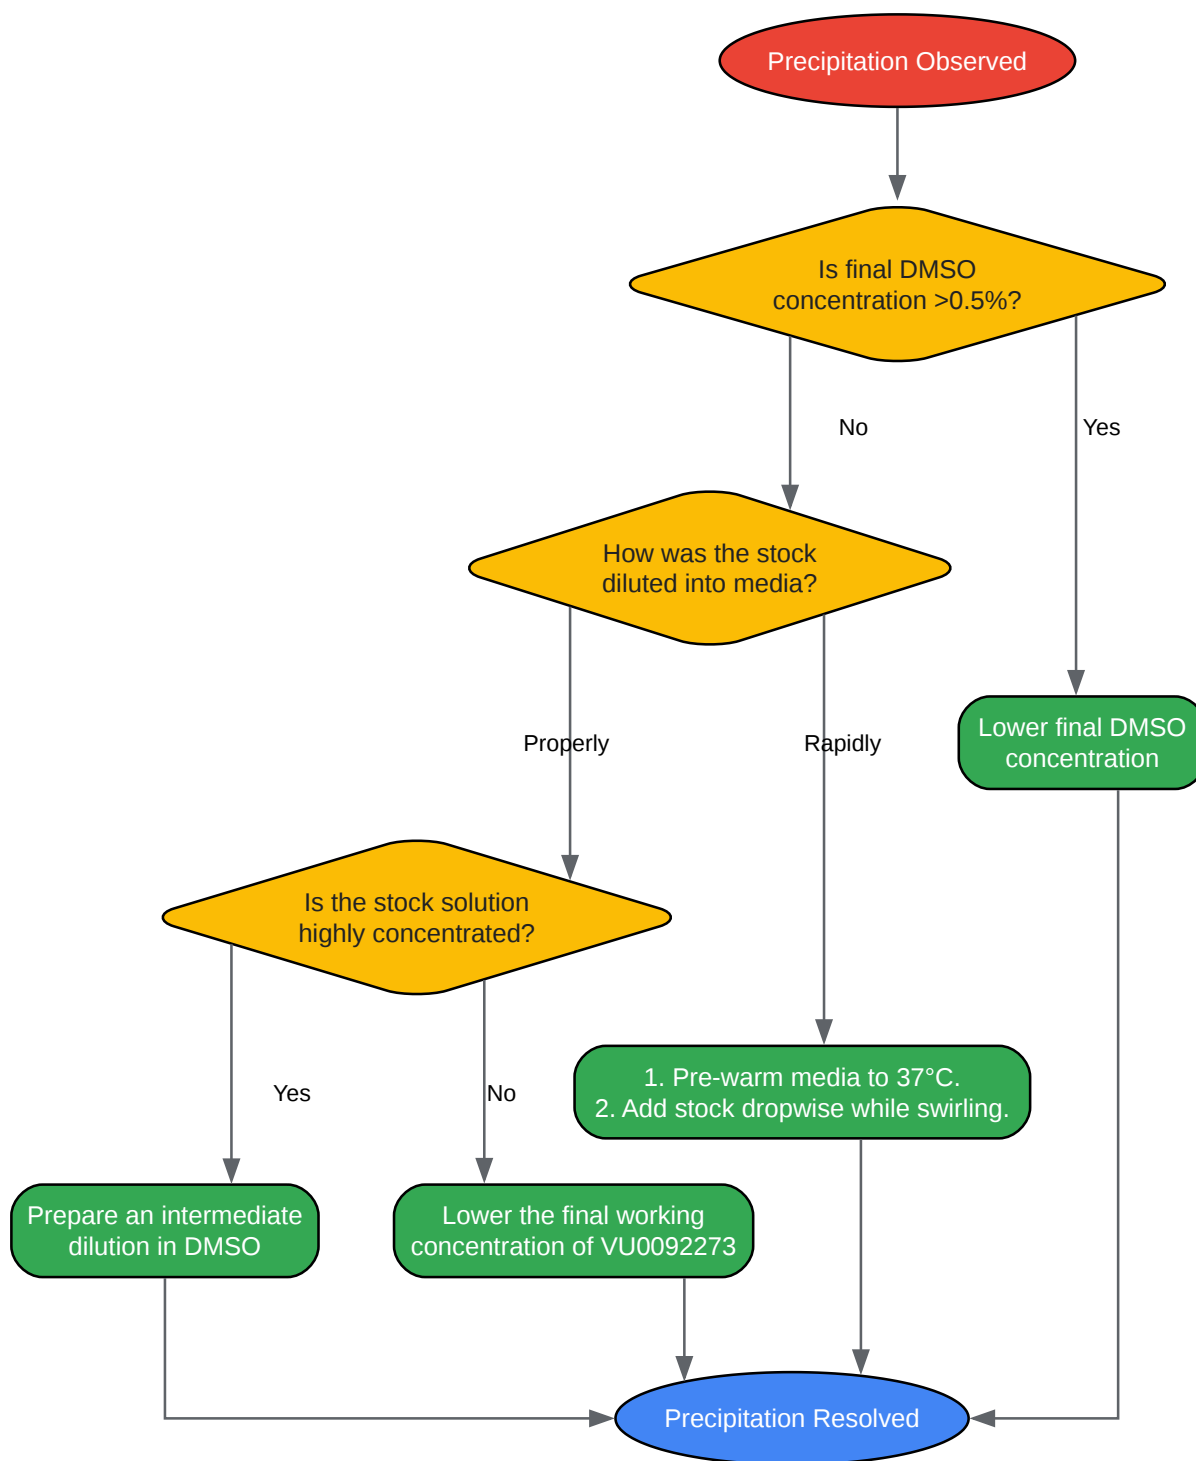 Precipitation Observed
Is final DMSO
concentration >0.5%?
No
Yes
How was the stock
diluted into media?
Properly
Rapidly
Lower final DMSO
concentration
Is the stock solution
highly concentrated?
Yes
No
1. Pre-warm media to 37°C.
2. Add stock dropwise while swirling.
Prepare an intermediate
dilution in DMSO
Lower the final working
concentration of VU0092273
Precipitation Resolved